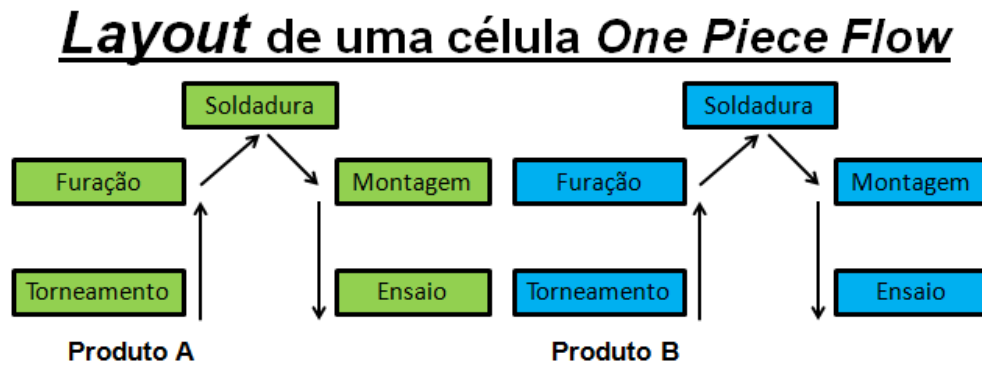 Layout de uma célula One Piece Flow
Soldadura
Soldadura
Furação
Montagem
Furação
Montagem
Torneamento
Ensaio
Torneamento
Ensaio
Produto A
Produto B